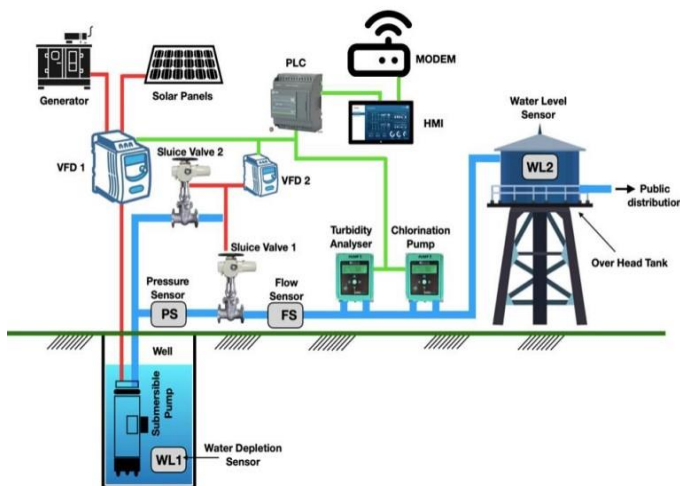 Generator
Solar Panels
PLC
MODEM
HMI
Water Level
Sensor
VFD 1
Sluice Valve 2
VFD 2
WL2
Public
distribution
Sluice Valve 1
Turbidity
Analyser
Chlorination
Pump
Over Head Tank
Pressure
Sensor
PS
Flow
Sensor
FS
Well
Submersible
Pump
WL1
Water Depletion
Sensor